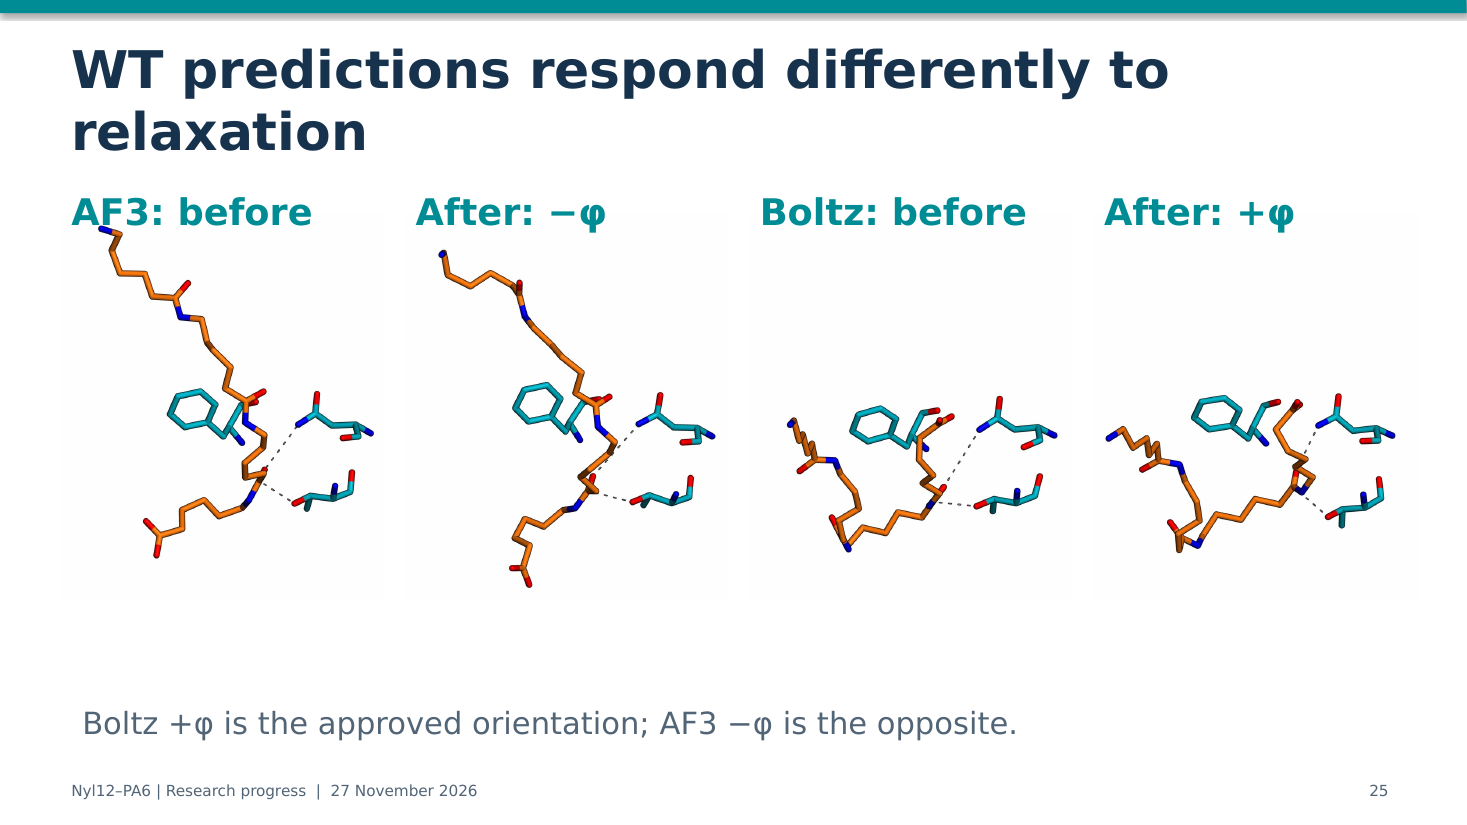 WT predictions respond differently to
relaxation
AF3: before
After: −φ
Boltz: before
After: +φ
Boltz +φ is the approved orientation; AF3 −φ is the opposite.
Nyl12–PA6 | Research progress | 27 November 2026
25